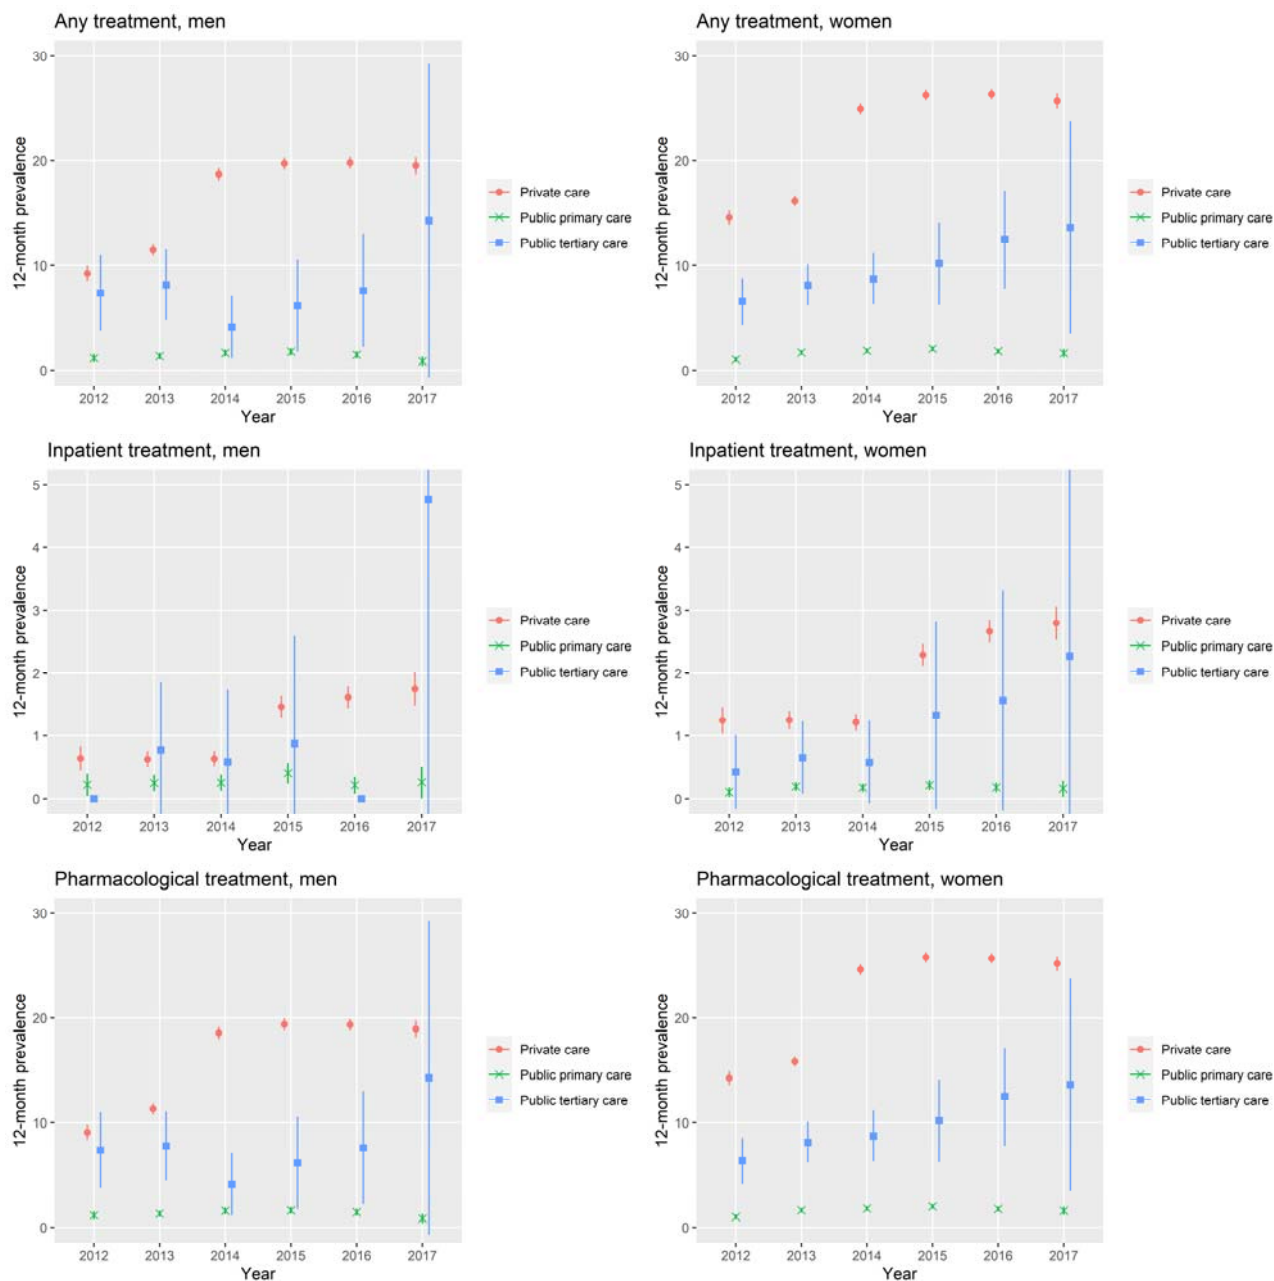 Any treatment, men
30
20
10
0
12-month prevalence
2012 2013 2014 2015 2016 2017
Year
Private care
Public primary care
Public tertiary care
Any treatment, women
30
20
10
0
12-month prevalence
2012 2013 2014 2015 2016 2017
Year
Private care
Public primary care
Public tertiary care
Inpatient treatment, men
5
4
3
2
1
0
12-month prevalence
2012 2013 2014 2015 2016 2017
Year
Private care
Public primary care
Public tertiary care
Inpatient treatment, women
5
4
3
2
1
0
12-month prevalence
2012 2013 2014 2015 2016 2017
Year
Private care
Public primary care
Public tertiary care
Pharmacological treatment, men
30
20
10
0
12-month prevalence
2012 2013 2014 2015 2016 2017
Year
Private care
Public primary care
Public tertiary care
Pharmacological treatment, women
30
20
10
0
12-month prevalence
2012 2013 2014 2015 2016 2017
Year
Private care
Public primary care
Public tertiary care